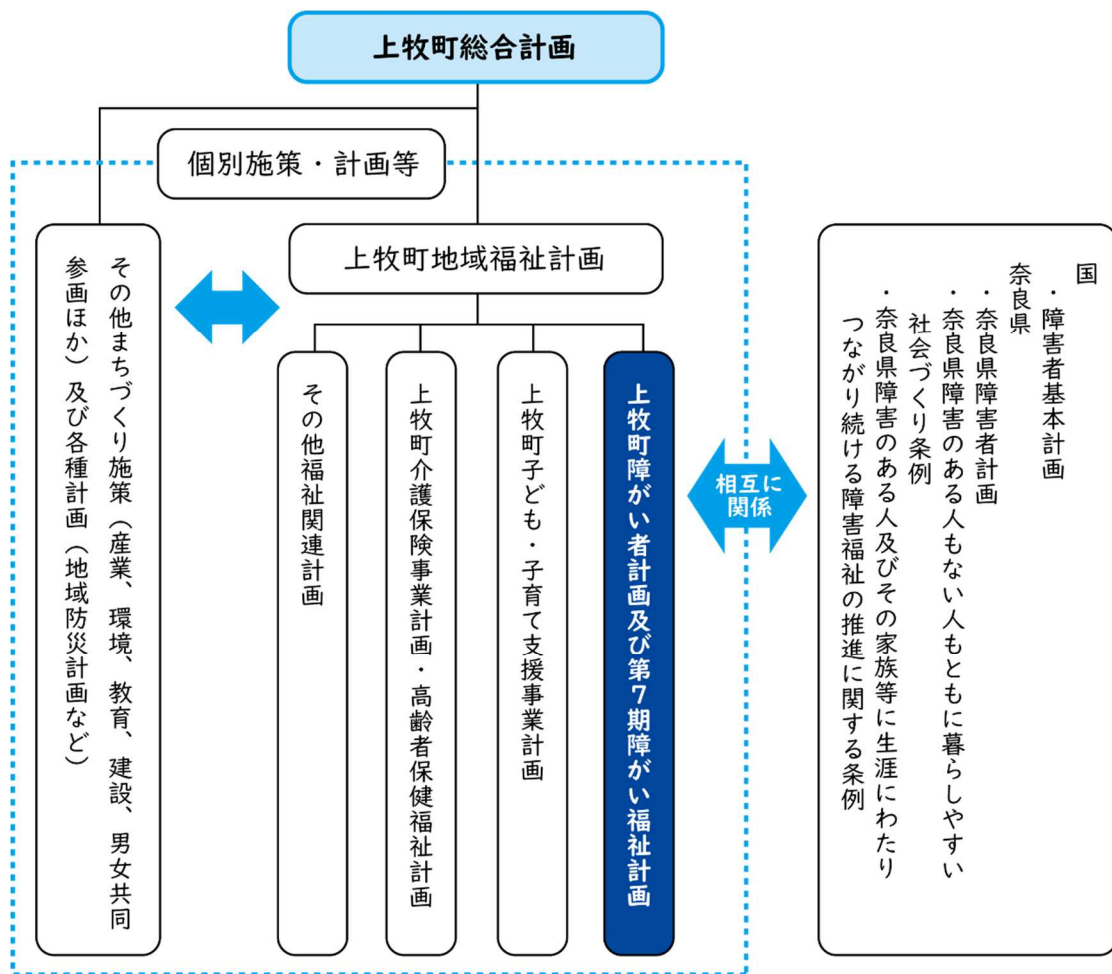 上牧町総合計画
個別施策・計画等
上牧町地域福祉計画
その他まちづくり施策（産業、環境、教育、建設、男女共同
参画ほか）及び各種計画（地域防災計画など）
その他福祉関連計画
上牧町介護保険事業計画・高齢者保健福祉計画
上牧町子ども・子育て支援事業計画
上牧町障がい者計画及び第７期障がい福祉計画
相互に
関係
国
・障害者基本計画
奈良県
・奈良県障害者計画
・奈良県障害のある人もない人もともに暮らしやすい
社会づくり条例
・奈良県障害のある人及びその家族等に生涯にわたり
つながり続ける障害福祉の推進に関する条例